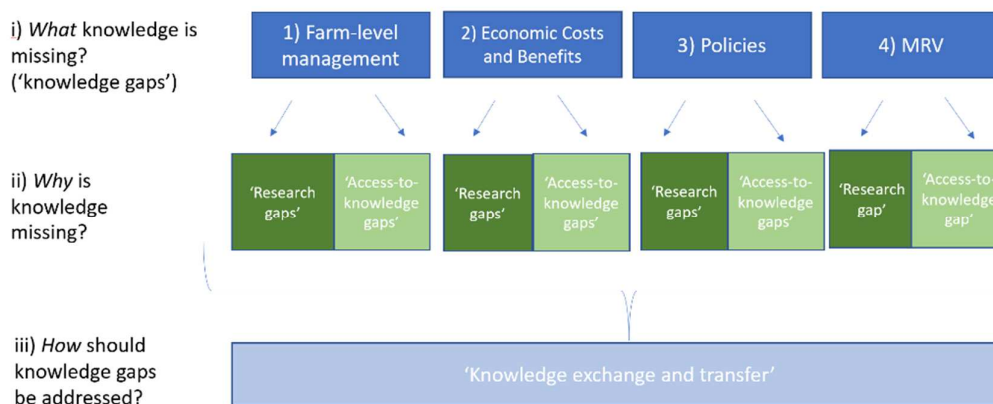 i) What knowledge is
missing?
('knowledge gaps')
1) Farm-level
management
2) Economic Costs
and Benefits
3) Policies
4) MRV
ii) Why is
knowledge
missing?
'Research
gaps'
'Access-to-
knowledge
gaps'
'Research
gaps'
'Access-to-
knowledge
gaps'
'Research
gaps'
'Access-to-
knowledge
gaps'
'Research
gap'
'Access-to-
knowledge
gap'
iii) How should
knowledge gaps
be addressed?
'Knowledge exchange and transfer'